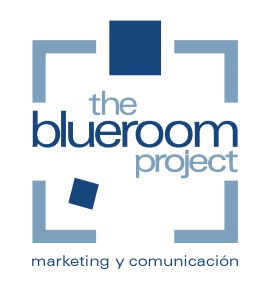 the
blueroom
project
marketing y comunicación